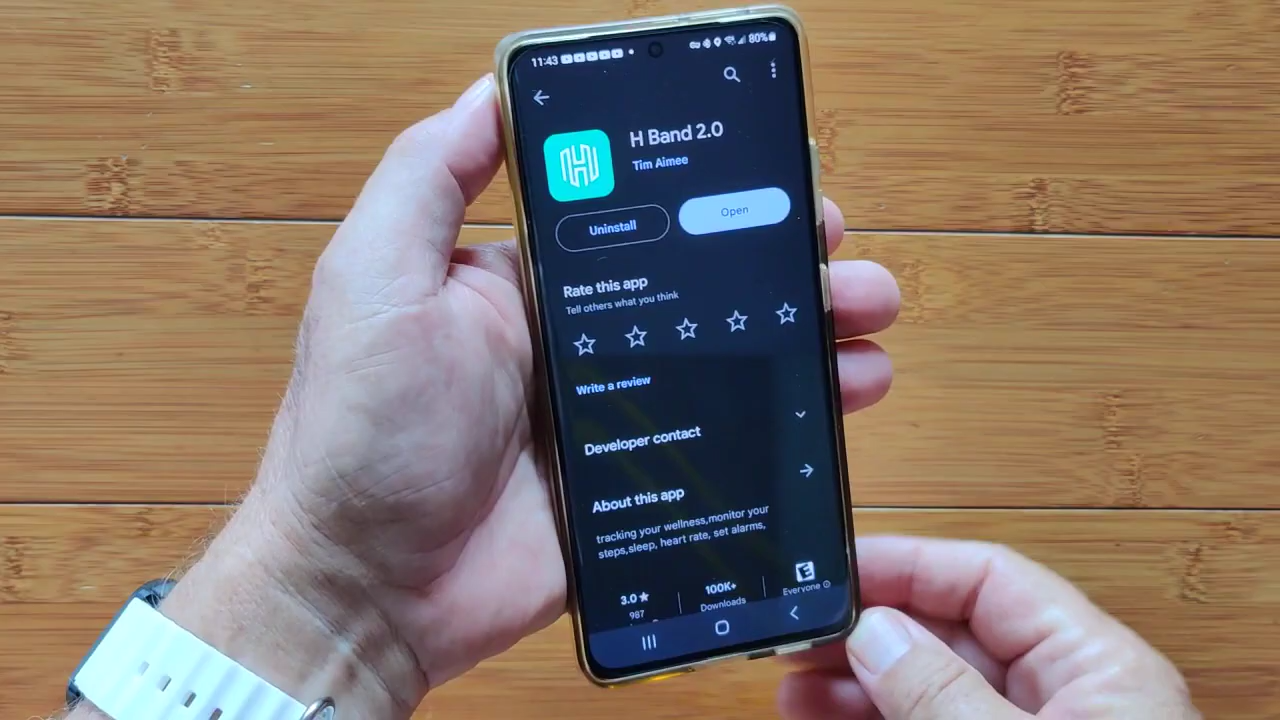 11:43
80%
H Band 2.0
Tim Aimee
Uninstall
Open
Rate this app
Tell others what you think
Write a review
Developer contact
About this app
tracking your wellness,monitor your
steps,sleep, heart rate, set alarms,
3.0★
100K+
E
987
Downloads
Everyone